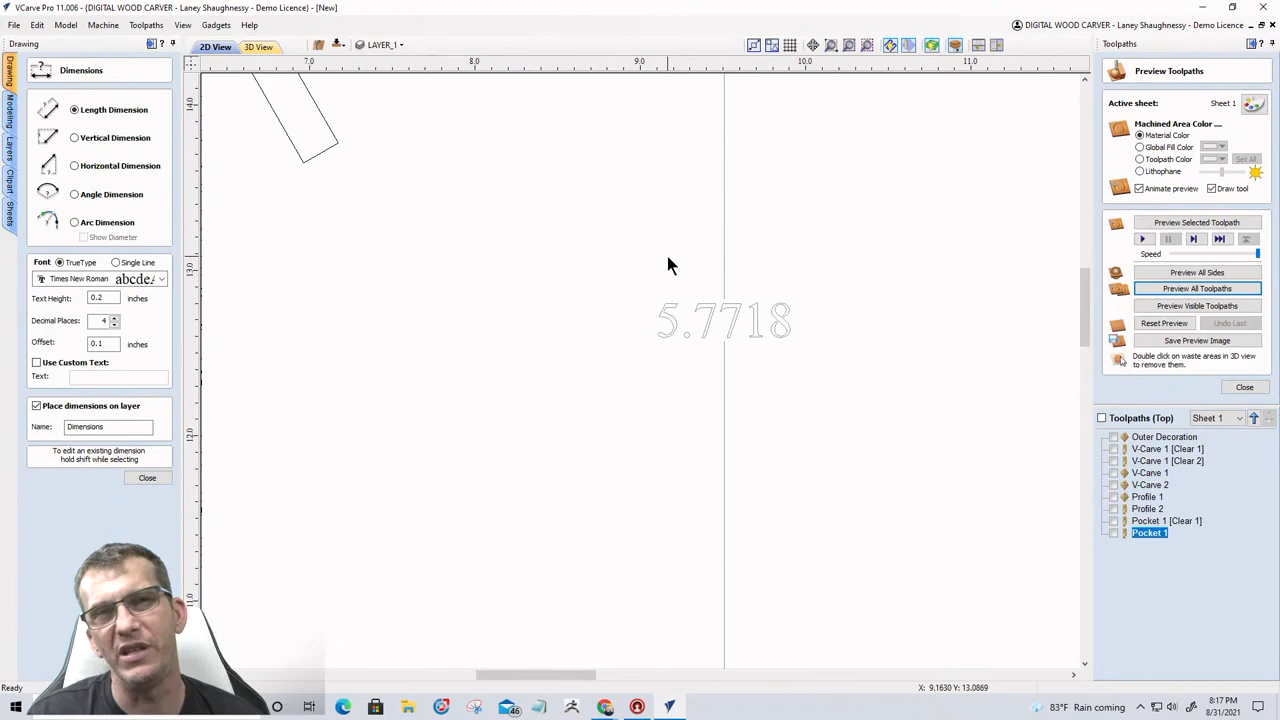 VCarve Pro 11.006 - {DIGITAL WOOD CARVER - Laney Shaughnessy - Demo Licence} - [New]
File Edit Model Machine Toolpaths View Gadgets Help
DIGITAL WOOD CARVER - Laney Shaughnessy - Demo Licence
Drawing
2D View 3D View LAYER_1
Toolpaths
Drawing
Modeling
Layers
Clipart
Sheets
Dimensions
Length Dimension
Vertical Dimension
Horizontal Dimension
Angle Dimension
Arc Dimension
Show Diameter
Font TrueType Single Line
Times New Roman abcdeA
Text Height: 0.2 inches
Decimal Places: 4
Offset: 0.1 inches
Use Custom Text:
Text:
Place dimensions on layer
Name: Dimensions
To edit an existing dimension
hold shift while selecting
Close
7.0 8.0 9.0 10.0 11.0
14.0
13.0
12.0
11.0
5.7718
Preview Toolpaths
Active sheet: Sheet 1
Machined Area Color ....
Material Color
Global Fill Color
Toolpath Color Set All
Lithophane
Animate preview Draw tool
Preview Selected Toolpath
Speed
Preview All Sides
Preview All Toolpaths
Preview Visible Toolpaths
Reset Preview Undo Last
Save Preview Image
Double click on waste areas in 3D view
to remove them.
Close
Toolpaths (Top) Sheet 1
Outer Decoration
V-Carve 1 [Clear 1]
V-Carve 1 [Clear 2]
V-Carve 1
V-Carve 2
Profile 1
Profile 2
Pocket 1 [Clear 1]
Pocket 1
Ready
X: 9.1630 Y: 13.0869
46
83°F Raining coming
8:17 PM
8/31/2021